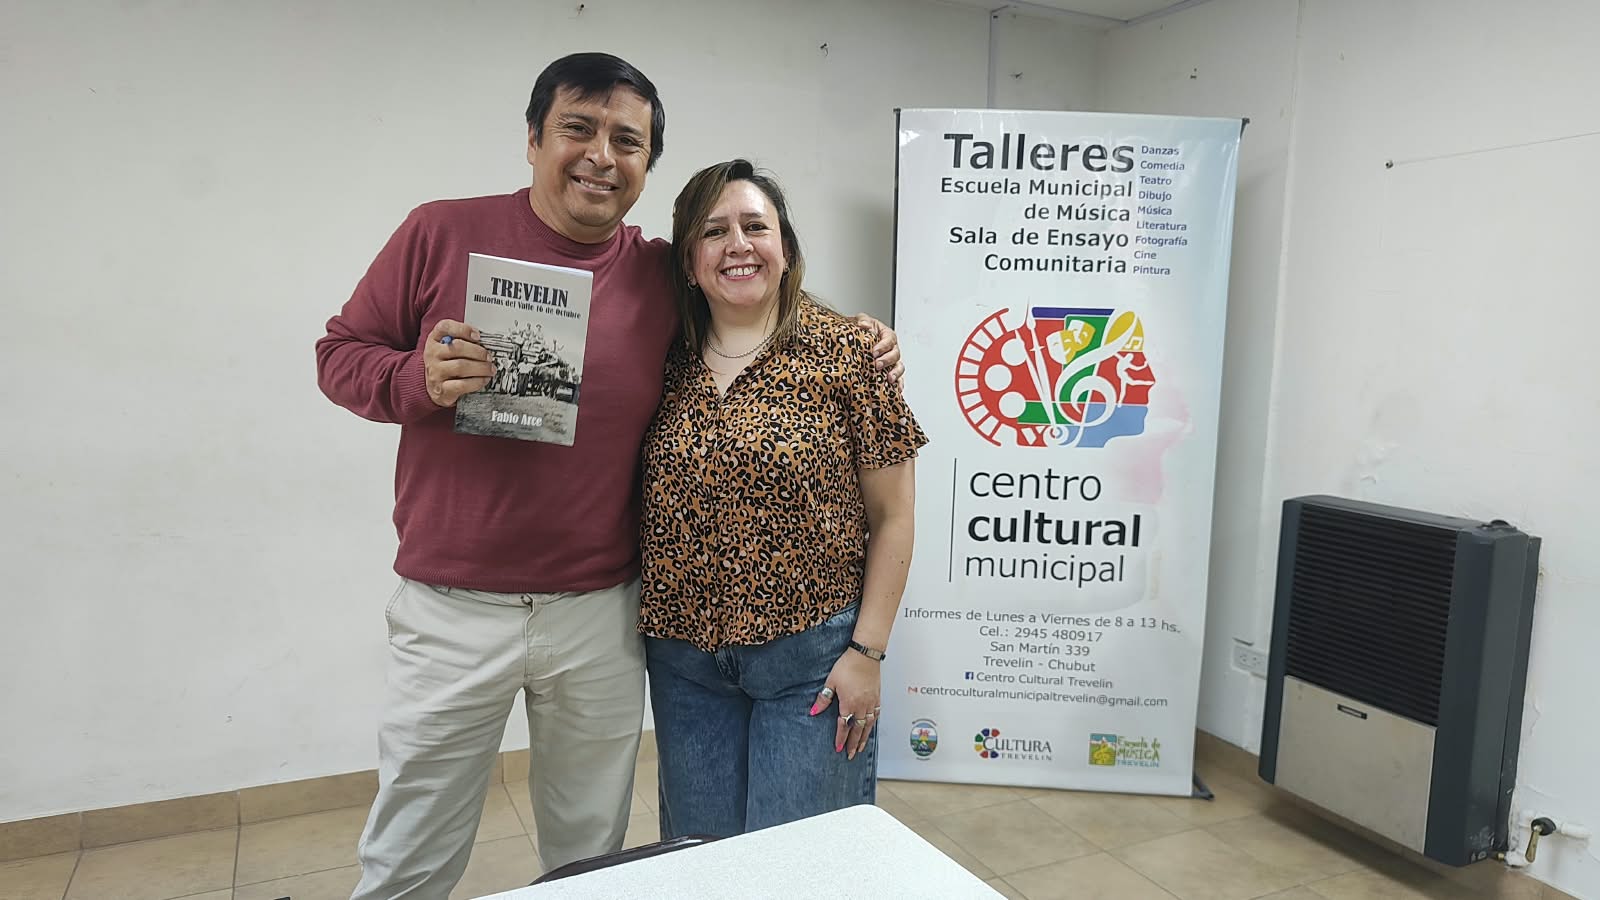 TREVELIN
Historias del Valle 16 de Octubre
Fabio Arce
Talleres
Escuela Municipal
de Música
Sala de Ensayo
Comunitaria
Danzas
Comedia
Teatro
Dibujo
Música
Literatura
Fotografía
Cine
Pintura
centro
cultural
municipal
Informes de Lunes a Viernes de 8 a 13 hs.
Cel.: 2945 480917
San Martín 339
Trevelin - Chubut
Centro Cultural Trevelin
centroculturalmunicipaltrevelin@gmail.com
CULTURA
TREVELIN
Escuela de
MÚSICA
TREVELIN